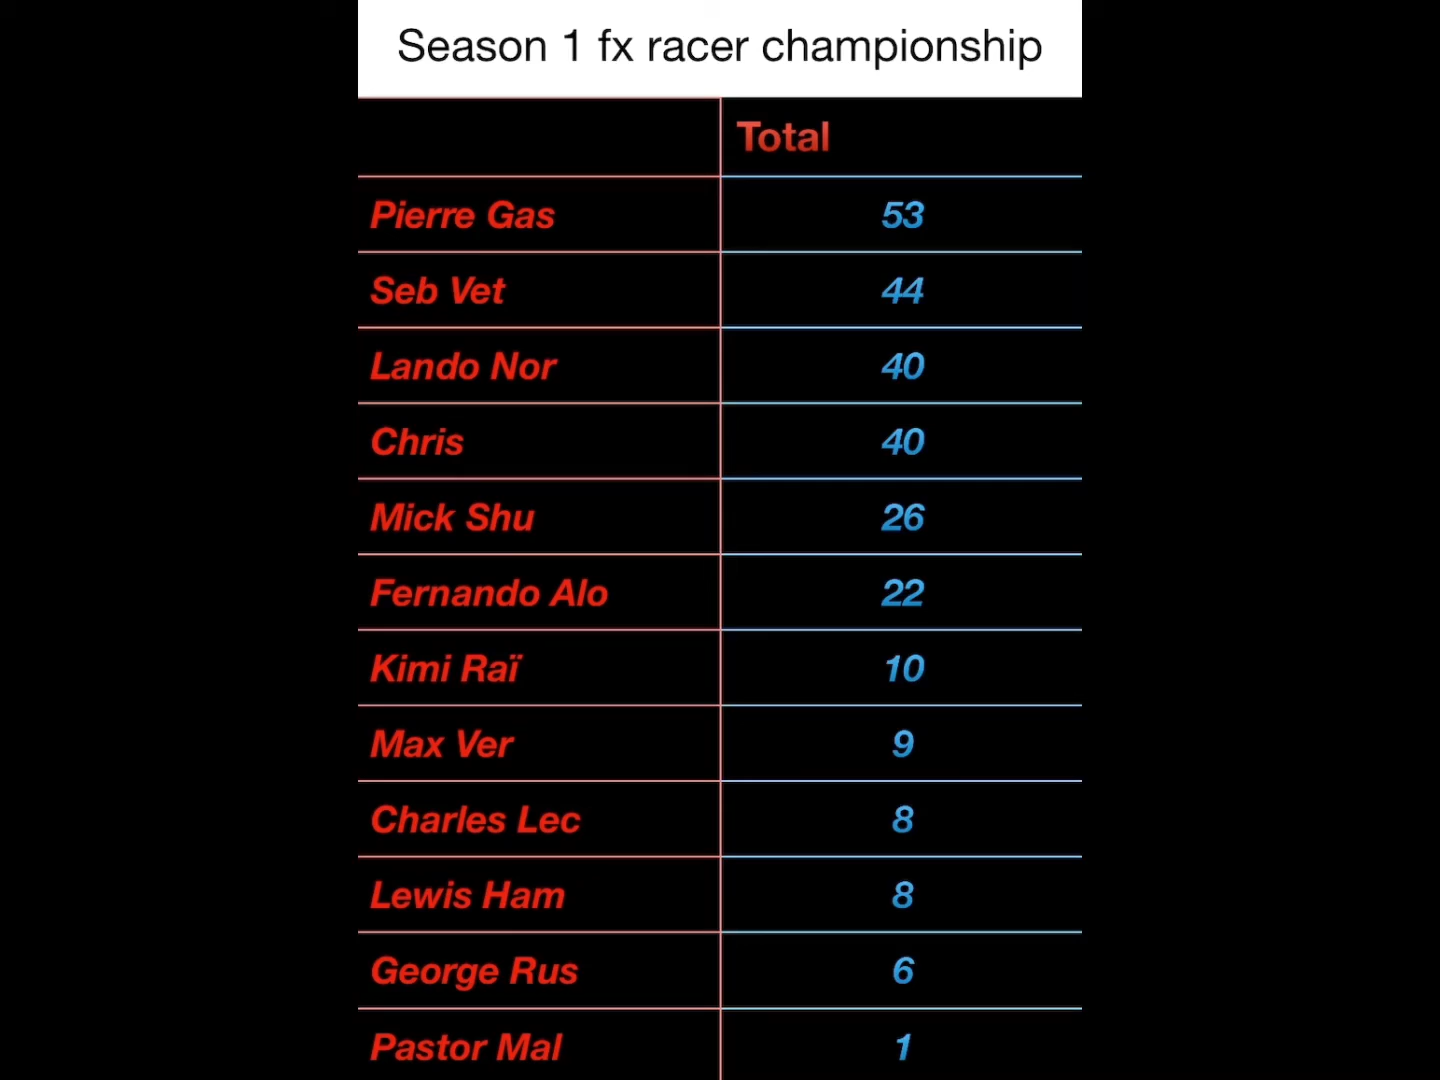 Season 1 fx racer championship
Total
Pierre Gas 53
Seb Vet 44
Lando Nor 40
Chris 40
Mick Shu 26
Fernando Alo 22
Kimi Raï 10
Max Ver 9
Charles Lec 8
Lewis Ham 8
George Rus 6
Pastor Mal 1